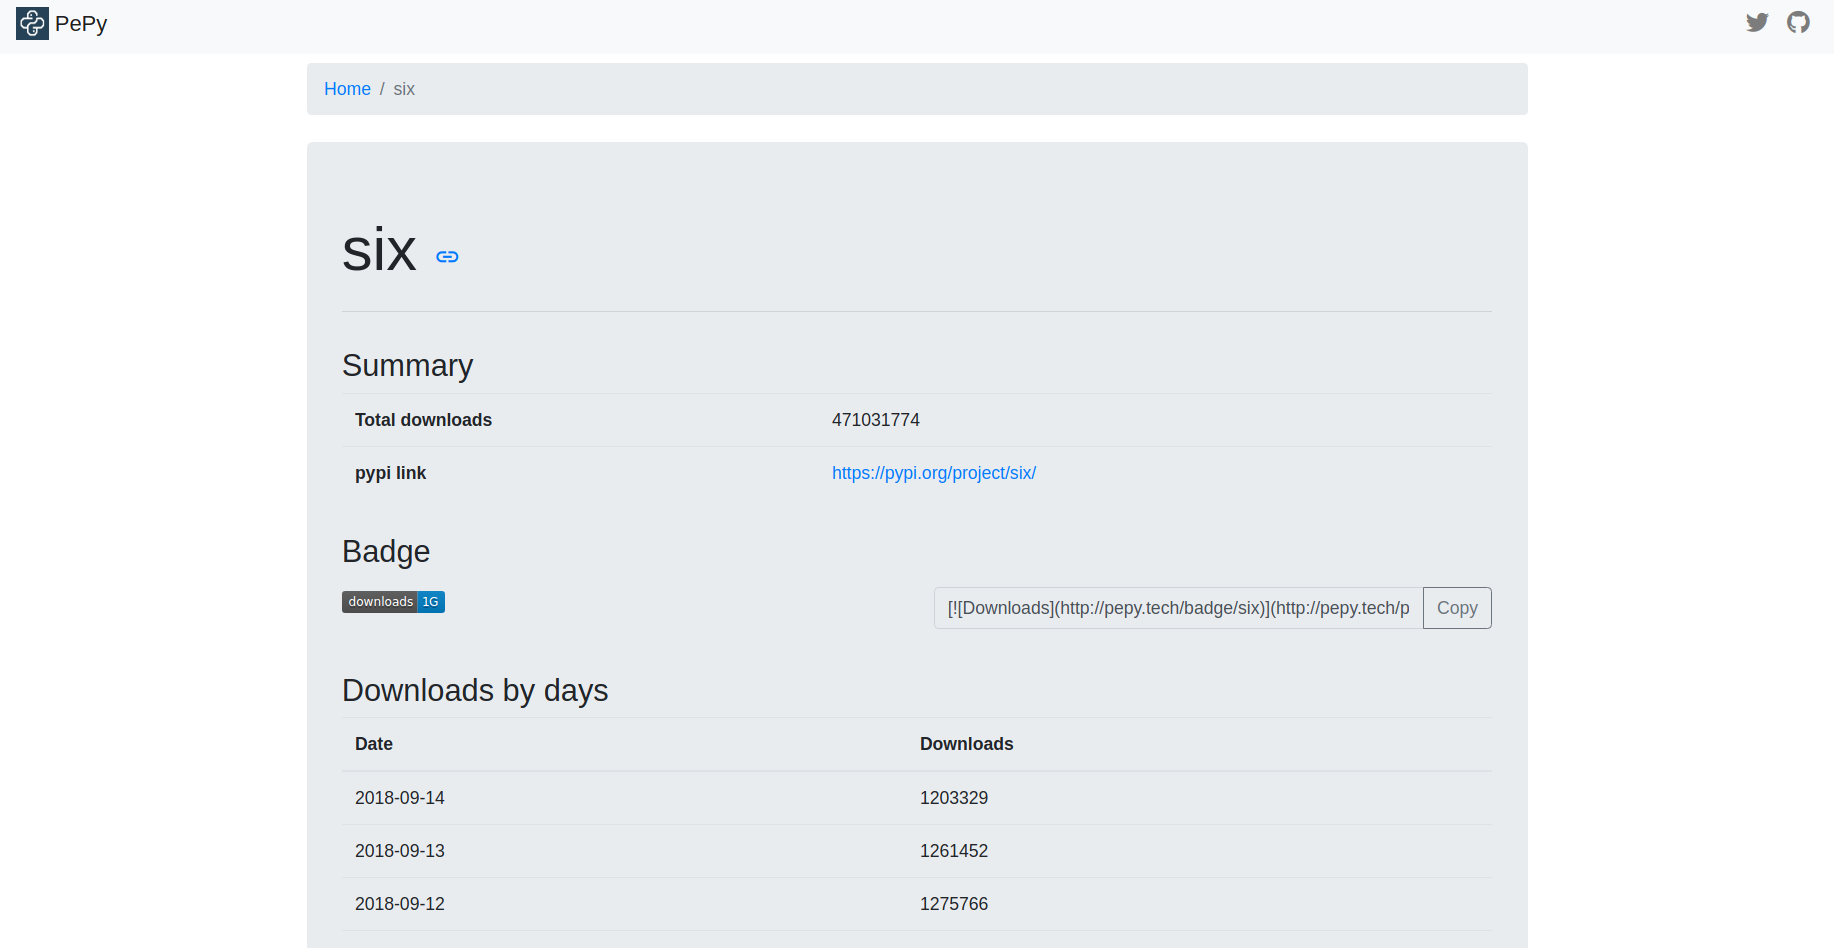 PePy
Home / six
six
Summary
Total downloads 471031774
pypi link https://pypi.org/project/six/
Badge
downloads 1G
[![Downloads](http://pepy.tech/badge/six)](http://pepy.tech/p Copy
Downloads by days
Date Downloads
2018-09-14 1203329
2018-09-13 1261452
2018-09-12 1275766